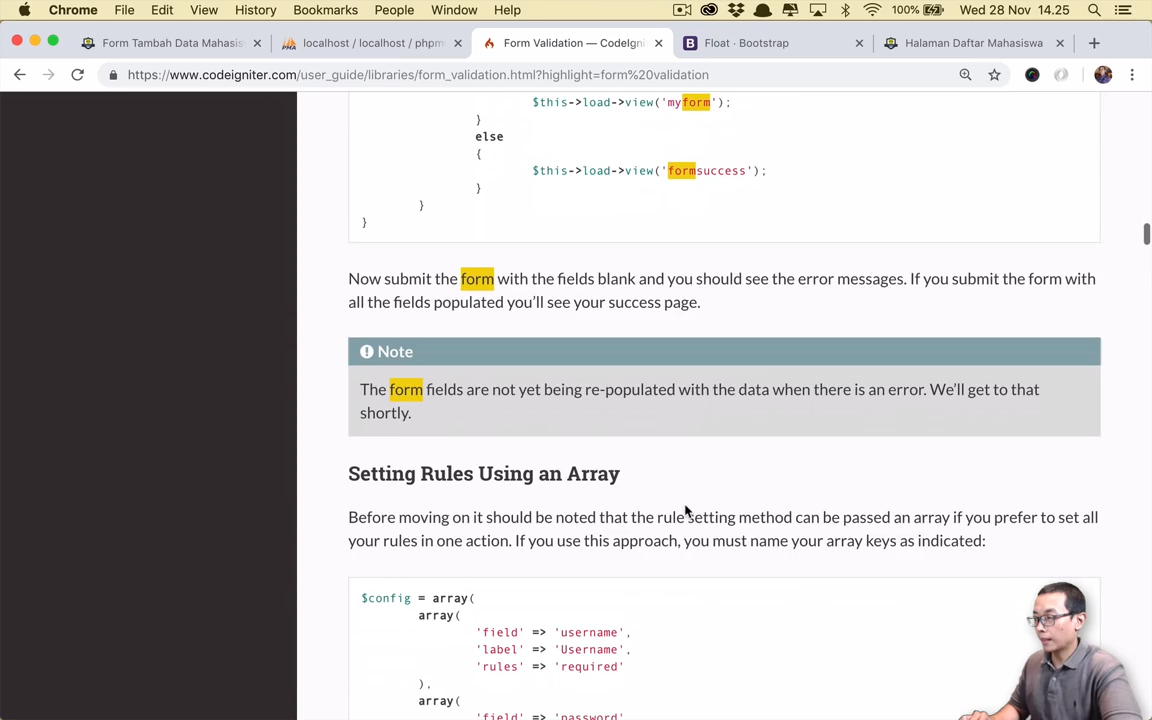 Chrome File Edit View History Bookmarks People Window Help 100% Wed 28 Nov 14.25
Form Tambah Data Mahasis localhost / localhost / phpm Form Validation — CodeIgni Float · Bootstrap Halaman Daftar Mahasiswa
https://www.codeigniter.com/user_guide/libraries/form_validation.html?highlight=form%20validation
$this->load->view('myform');
}
else
{
$this->load->view('formsuccess');
}
}
}
Now submit the form with the fields blank and you should see the error messages. If you submit the form with
all the fields populated you’ll see your success page.
Note
The form fields are not yet being re-populated with the data when there is an error. We’ll get to that
shortly.
Setting Rules Using an Array
Before moving on it should be noted that the rule setting method can be passed an array if you prefer to set all
your rules in one action. If you use this approach, you must name your array keys as indicated:
$config = array(
array(
'field' => 'username',
'label' => 'Username',
'rules' => 'required'
),
array(
'field' => 'password',